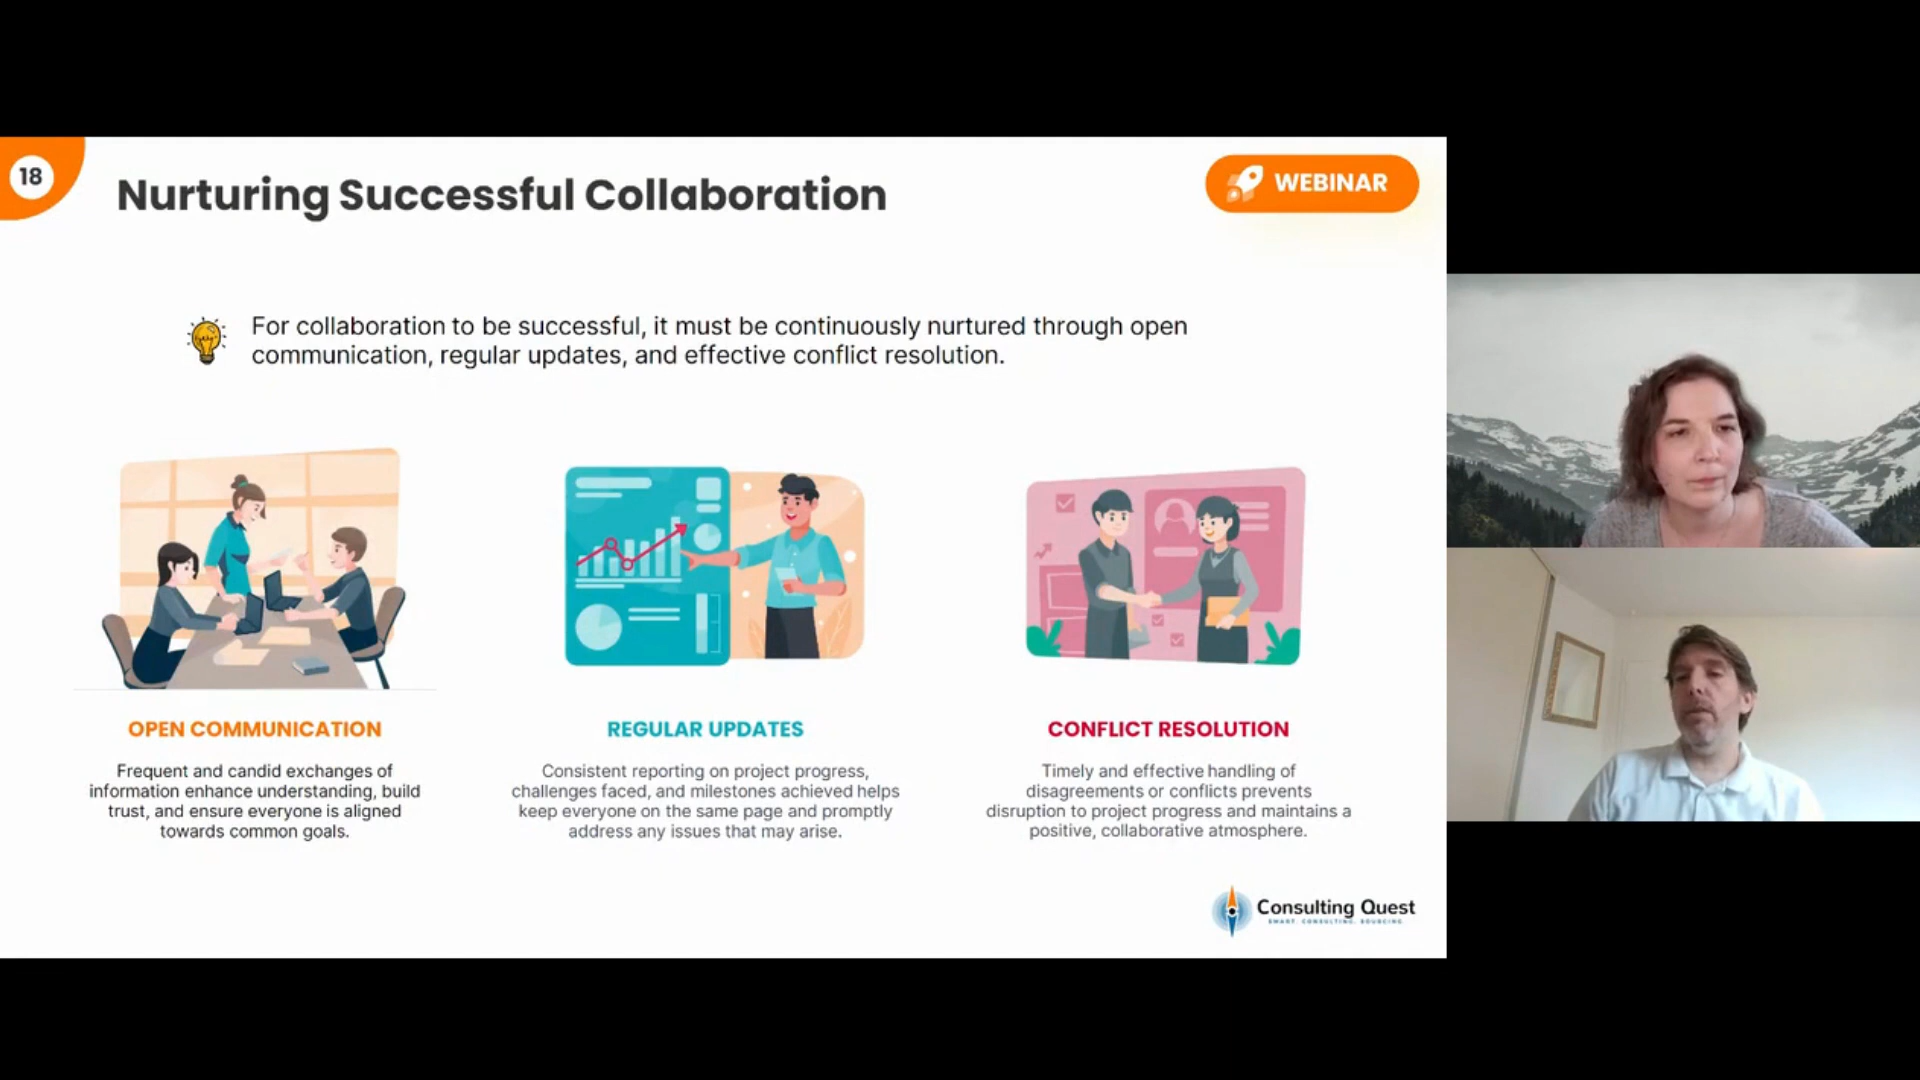 18
Nurturing Successful Collaboration
WEBINAR
For collaboration to be successful, it must be continuously nurtured through open
communication, regular updates, and effective conflict resolution.
OPEN COMMUNICATION
Frequent and candid exchanges of
information enhance understanding, build
trust, and ensure everyone is aligned
towards common goals.
REGULAR UPDATES
Consistent reporting on project progress,
challenges faced, and milestones achieved helps
keep everyone on the same page and promptly
address any issues that may arise.
CONFLICT RESOLUTION
Timely and effective handling of
disagreements or conflicts prevents
disruption to project progress and maintains a
positive, collaborative atmosphere.
Consulting Quest
SMART. CONSULTING. SOURCING.